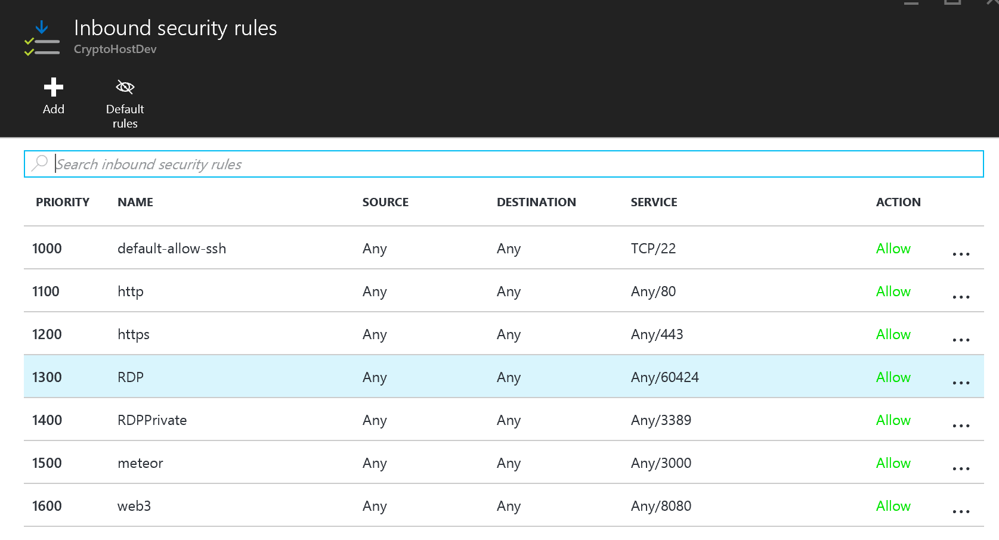 Inbound security rules
CryptoHostDev
Add
Default
rules
Search inbound security rules
PRIORITY NAME SOURCE DESTINATION SERVICE ACTION
1000 default-allow-ssh Any Any TCP/22 Allow ...
1100 http Any Any Any/80 Allow ...
1200 https Any Any Any/443 Allow ...
1300 RDP Any Any Any/60424 Allow ...
1400 RDPPrivate Any Any Any/3389 Allow ...
1500 meteor Any Any Any/3000 Allow ...
1600 web3 Any Any Any/8080 Allow ...